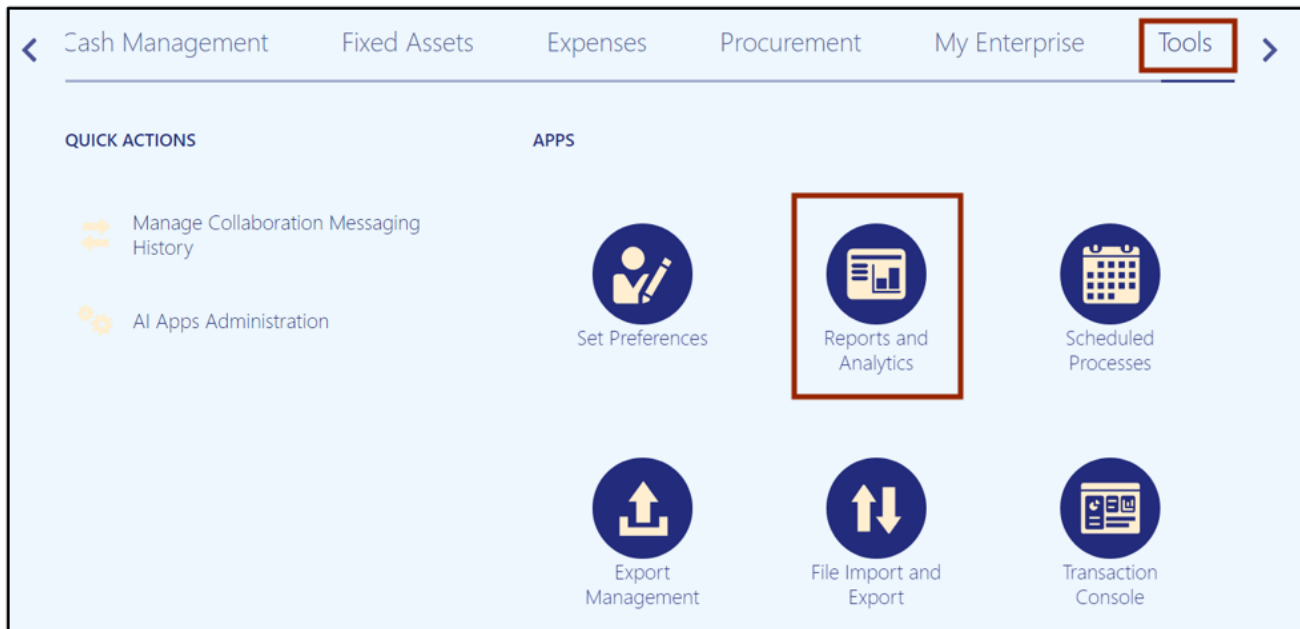 Cash Management
Fixed Assets
Expenses
Procurement
My Enterprise
Tools
QUICK ACTIONS
APPS
Manage Collaboration Messaging
History
AI Apps Administration
Set Preferences
Reports and
Analytics
Scheduled
Processes
Export
Management
File Import and
Export
Transaction
Console